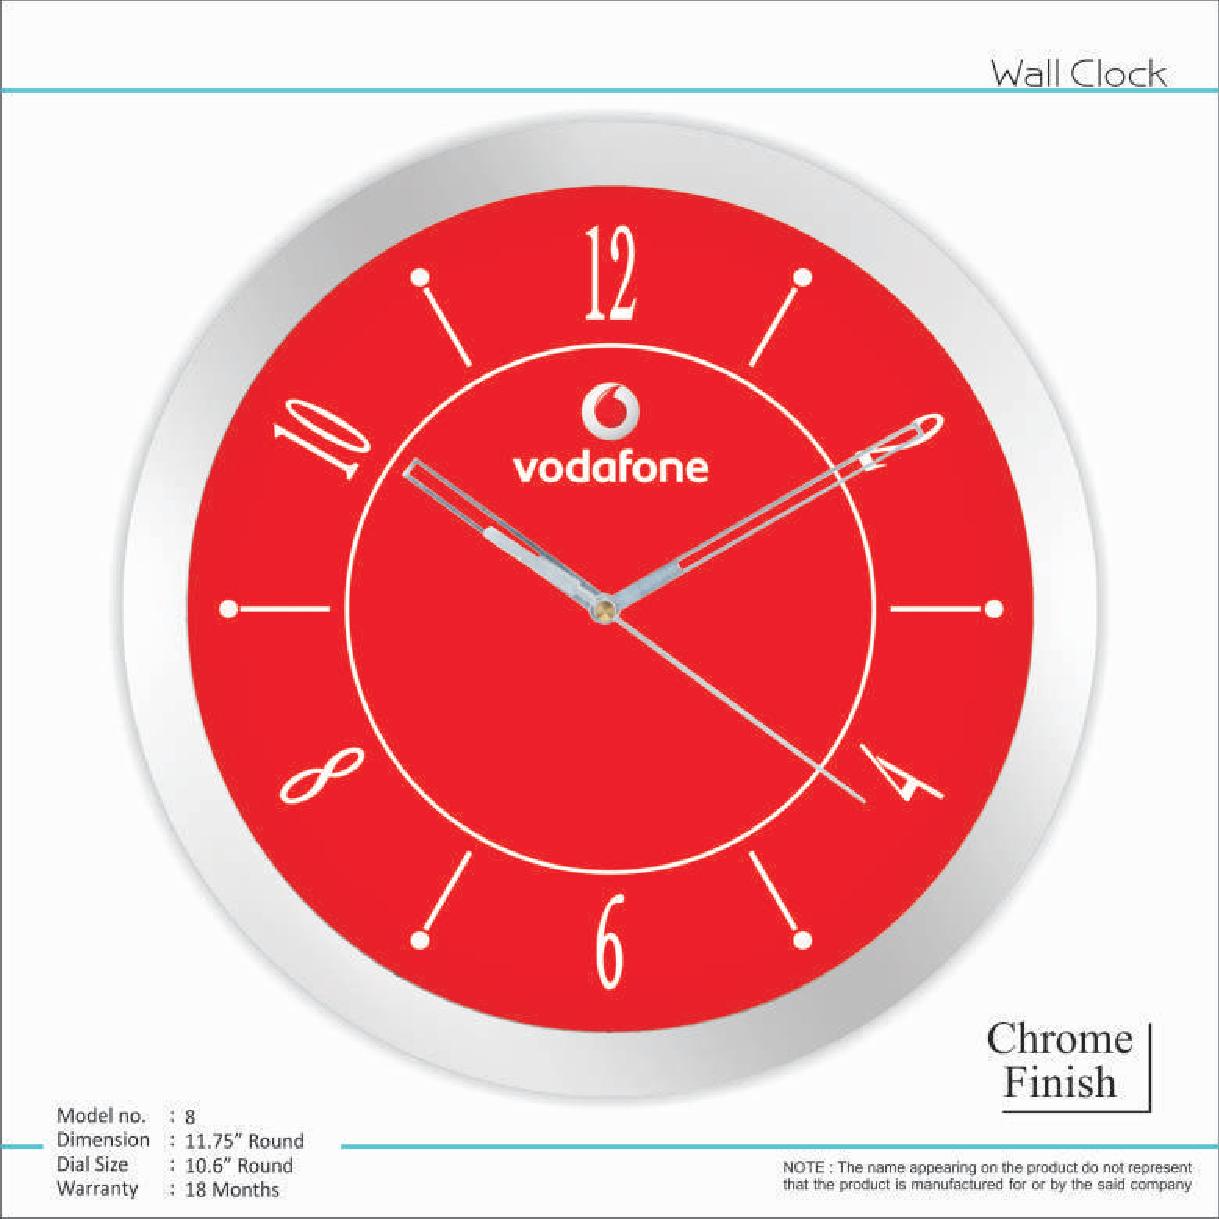 Wall Clock
12
10
2
vodafone
8
4
6
Chrome
Finish
Model no. : 8
Dimension : 11.75” Round
Dial Size : 10.6” Round
Warranty : 18 Months
NOTE : The name appearing on the product do not represent
that the product is manufactured for or by the said company